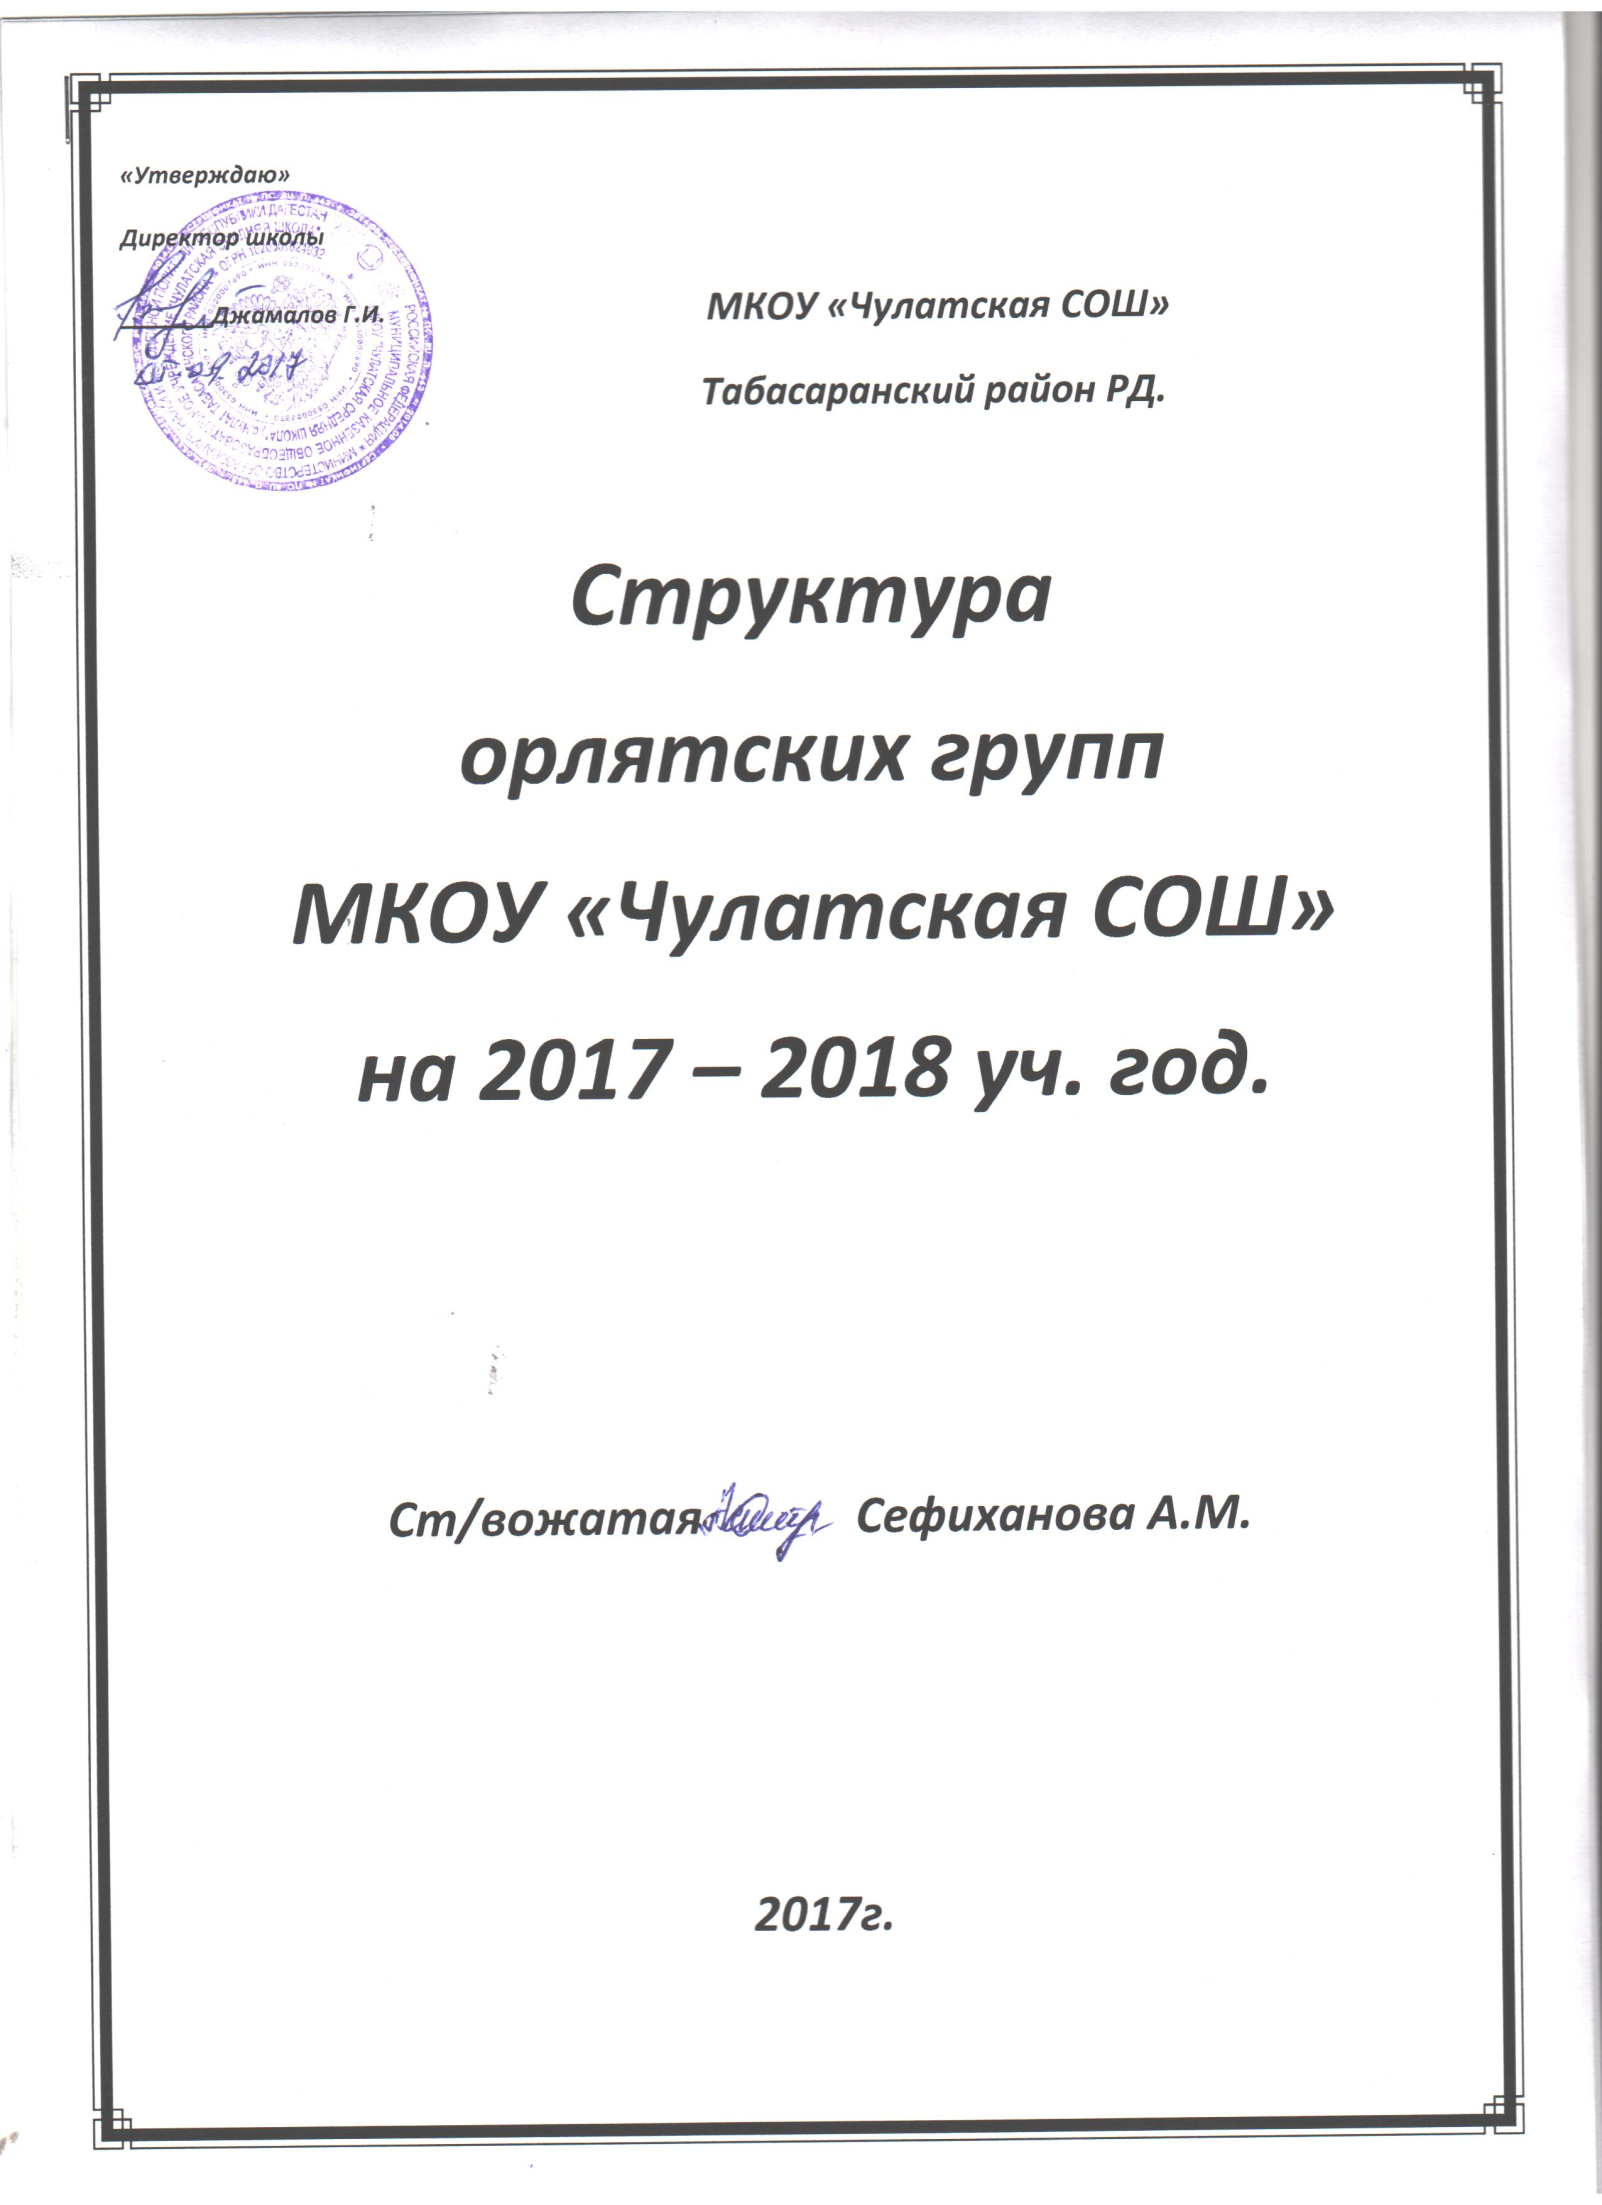 «Утверждаю»
Директор школы
Джамалов Г.И.
2017
МКОУ «Чулатская СОШ»
Табасаранский район РД.
Структура
орлятских групп
МКОУ «Чулатская СОШ»
на 2017 – 2018 уч. год.
Ст/вожатая Сефиханова А.М.
2017г.